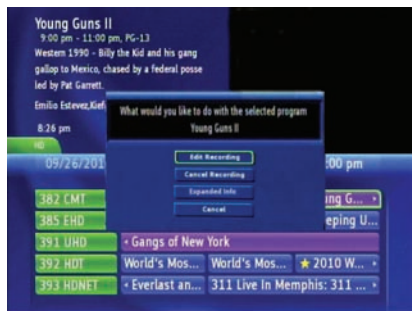 Young Guns II
9:00 pm - 11:00 pm, PG-13
Western 1990 - Billy the Kid and his gang
gallop to Mexico, chased by a federal posse
led by Pat Garrett.
Emilio Estevez,Kief
8:26 pm
HD
What would you like to do with the selected program
Young Guns II
Edit Recording
Cancel Recording
Expanded Info
Cancel
09/26/201 :00 pm
382 CMT ung G...
385 EHD eeping U...
391 UHD Gangs of New York
392 HDT World's Mos... World's Mos... 2010 W...
393 HDNET Everlast an... 311 Live In Memphis: 311 ...